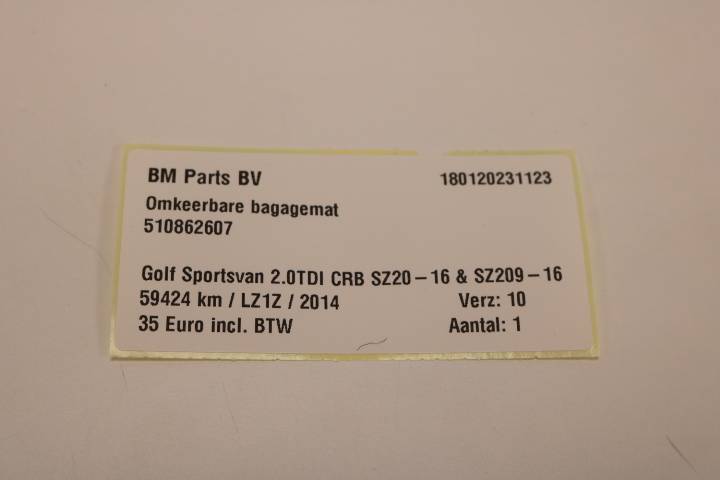 BM Parts BV 180120231123
Omkeerbare bagagemat
510862607
Golf Sportsvan 2.0TDI CRB SZ20-16 & SZ209-16
59424 km / LZ1Z / 2014 Verz: 10
35 Euro incl. BTW Aantal: 1